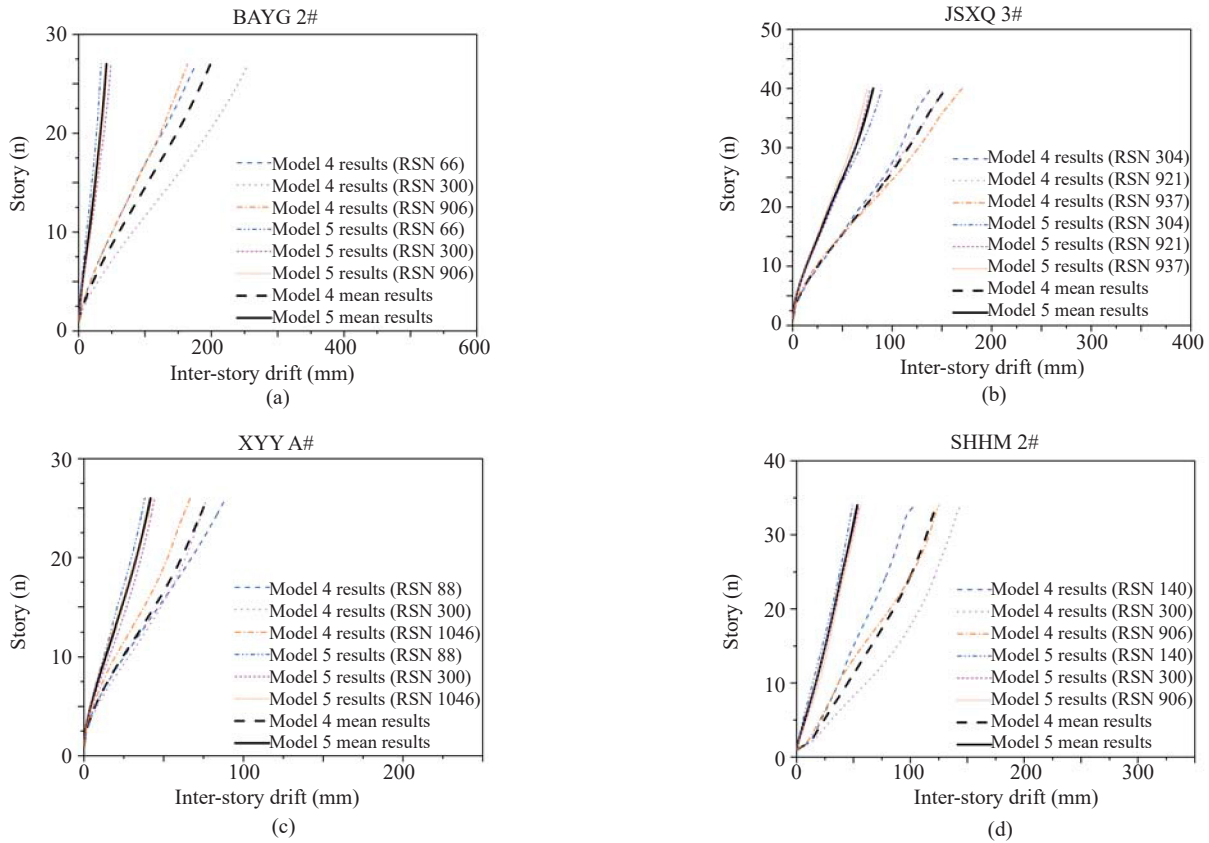 BAYG 2#
30
20
10
0
Story (n)
Model 4 results (RSN 66)
Model 4 results (RSN 300)
Model 4 results (RSN 906)
Model 5 results (RSN 66)
Model 5 results (RSN 300)
Model 5 results (RSN 906)
Model 4 mean results
Model 5 mean results
0 200 400 600
Inter-story drift (mm)
(a)
JSXQ 3#
50
40
30
20
10
50
Story (n)
Model 4 results (RSN 304)
Model 4 results (RSN 921)
Model 4 results (RSN 937)
Model 5 results (RSN 304)
Model 5 results (RSN 921)
Model 5 results (RSN 937)
Model 4 mean results
Model 5 mean results
0 100 200 300 400
Inter-story drift (mm)
(b)
XYY A#
30
20
10
0
Story (n)
Model 4 results (RSN 88)
Model 4 results (RSN 300)
Model 4 results (RSN 1046)
Model 5 results (RSN 88)
Model 5 results (RSN 300)
Model 5 results (RSN 1046)
Model 4 mean results
Model 5 mean results
0 100 200
Inter-story drift (mm)
(c)
SHHM 2#
40
30
20
10
0
Story (n)
Model 4 results (RSN 140)
Model 4 results (RSN 300)
Model 4 results (RSN 906)
Model 5 results (RSN 140)
Model 5 results (RSN 300)
Model 5 results (RSN 906)
Model 4 mean results
Model 5 mean results
0 100 200 300
Inter-story drift (mm)
(d)